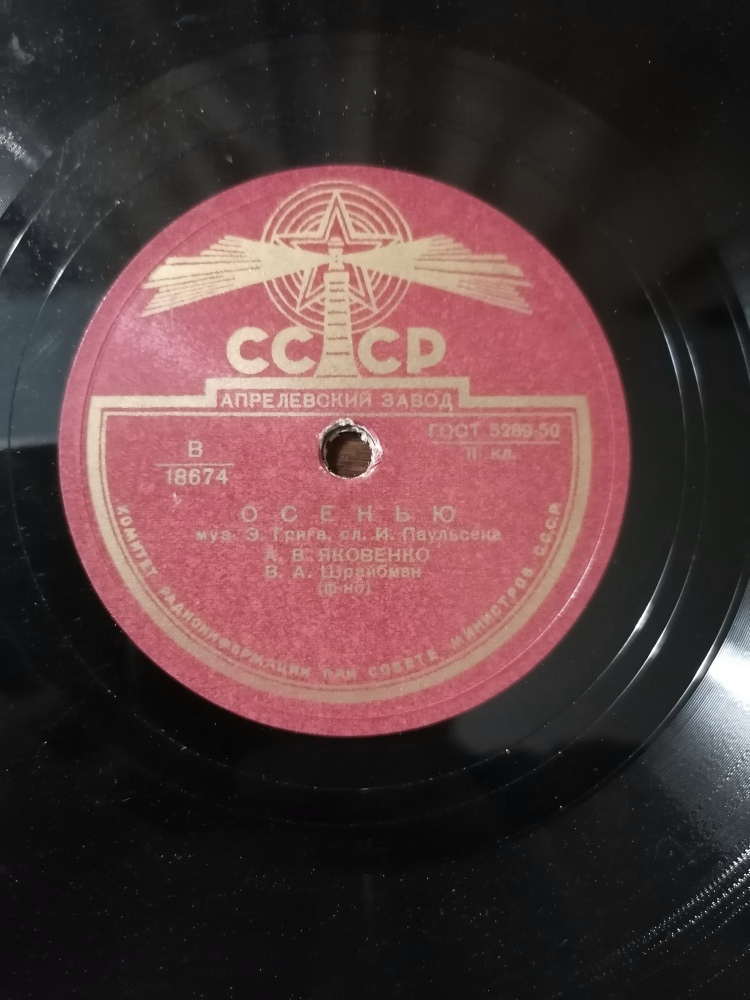 СССР
АПРЕЛЕВСКИЙ ЗАВОД
В
18674
ГОСТ 5289-50
II кл.
ОСЕНЬЮ
муз. Э. Грига, сл. И. Паульсена
А. В. ЯКОВЕНКО
В. А. Шрайбман
(ф-но)
КОМИТЕТ РАДИОИНФОРМАЦИИ ПРИ СОВЕТЕ МИНИСТРОВ СССР